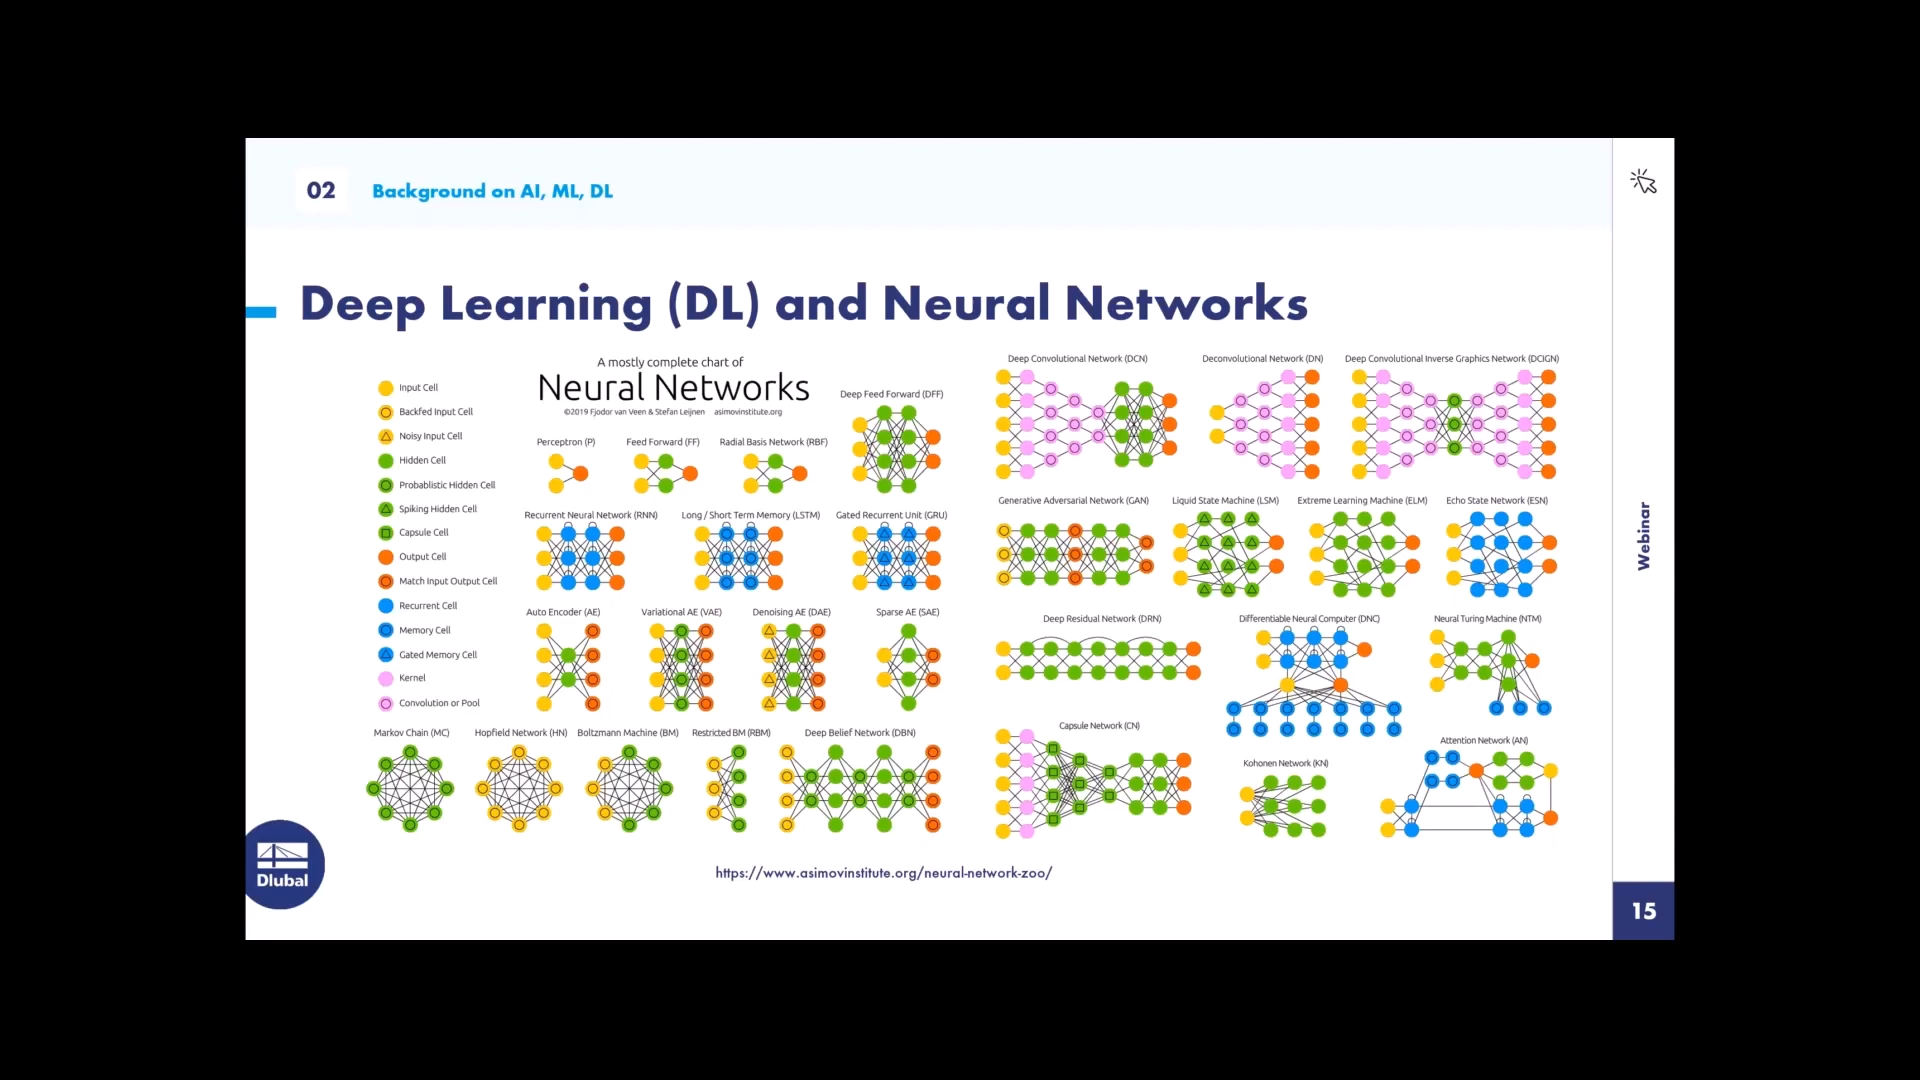 02
Background on AI, ML, DL
Deep Learning (DL) and Neural Networks
A mostly complete chart of
Neural Networks
©2019 Fjodor van Veen & Stefan Leijnen asimovinstitute.org
Input Cell
Backfed Input Cell
Noisy Input Cell
Hidden Cell
Probablistic Hidden Cell
Spiking Hidden Cell
Capsule Cell
Output Cell
Match Input Output Cell
Recurrent Cell
Memory Cell
Gated Memory Cell
Kernel
Convolution or Pool
Perceptron (P)
Feed Forward (FF)
Radial Basis Network (RBF)
Deep Feed Forward (DFF)
Recurrent Neural Network (RNN)
Long / Short Term Memory (LSTM)
Gated Recurrent Unit (GRU)
Auto Encoder (AE)
Variational AE (VAE)
Denoising AE (DAE)
Sparse AE (SAE)
Markov Chain (MC)
Hopfield Network (HN)
Boltzmann Machine (BM)
Restricted BM (RBM)
Deep Belief Network (DBN)
Deep Convolutional Network (DCN)
Deconvolutional Network (DN)
Deep Convolutional Inverse Graphics Network (DCIGN)
Generative Adversarial Network (GAN)
Liquid State Machine (LSM)
Extreme Learning Machine (ELM)
Echo State Network (ESN)
Deep Residual Network (DRN)
Differentiable Neural Computer (DNC)
Neural Turing Machine (NTM)
Capsule Network (CN)
Kohonen Network (KN)
Attention Network (AN)
https://www.asimovinstitute.org/neural-network-zoo/
Dlubal
Webinar
15